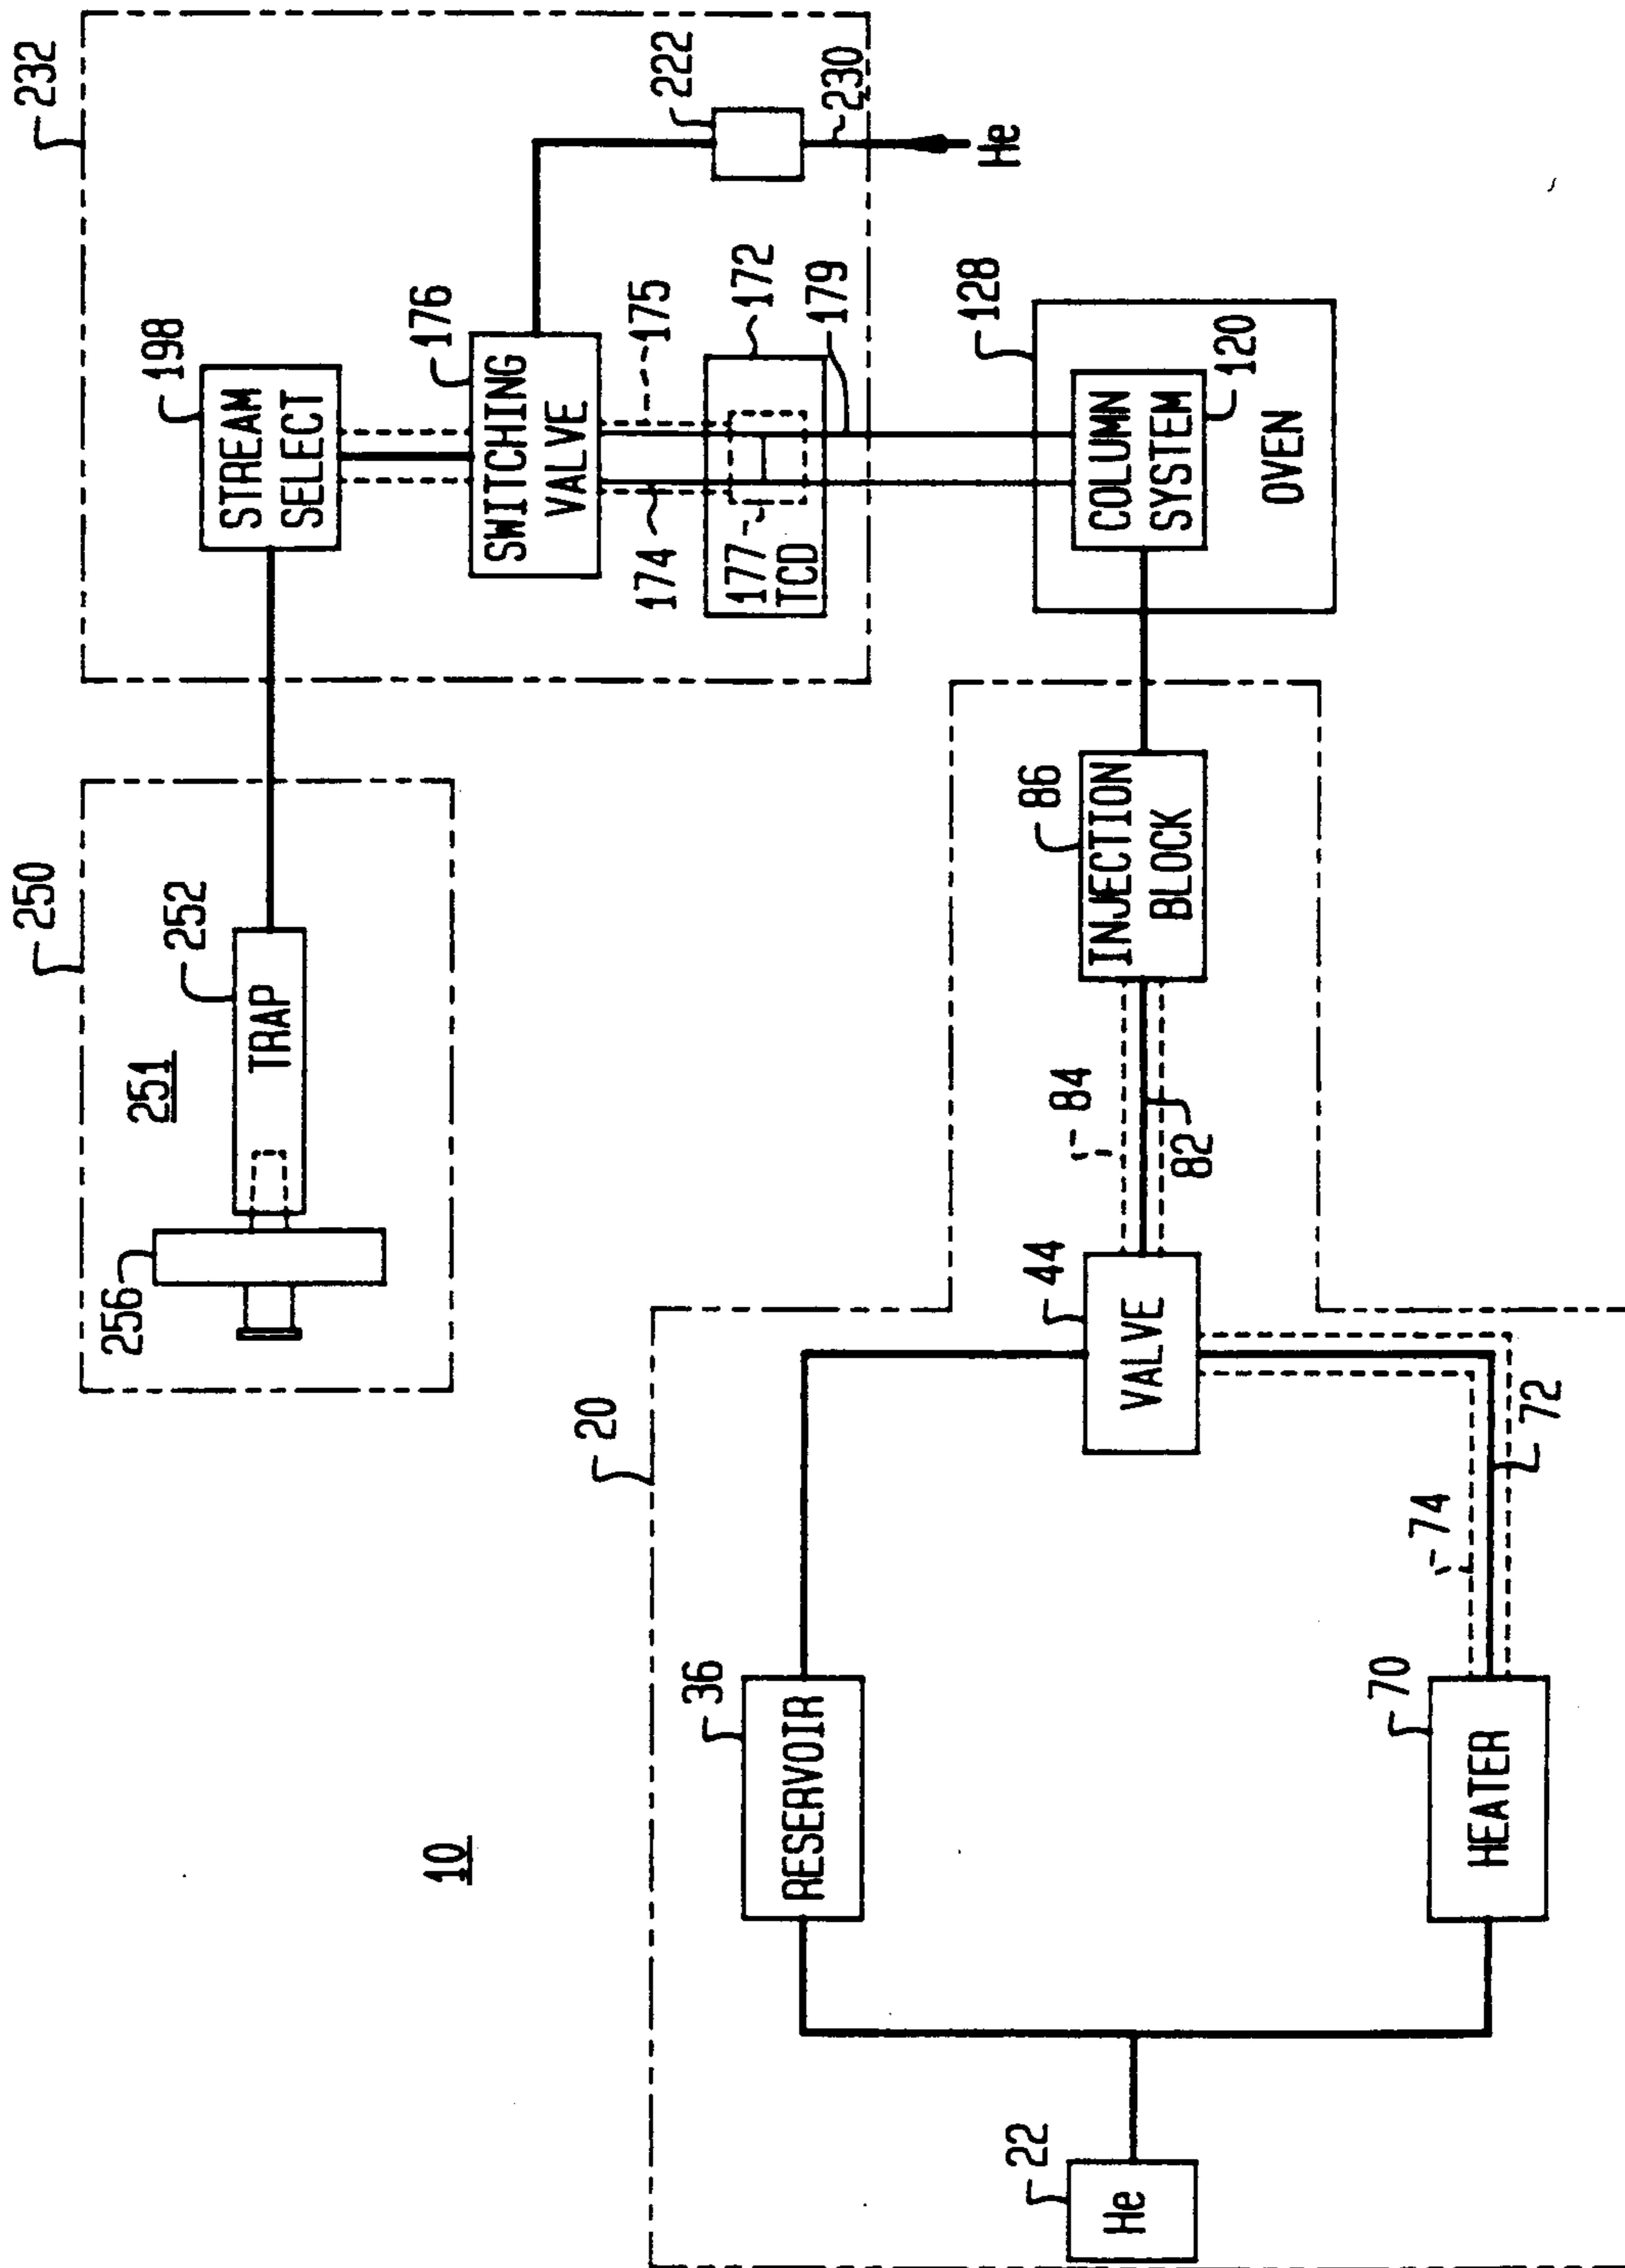 10
20
22
He
36
RESERVOIR
70
HEATER
74
72
44
VALVE
84
82
86
INJECTION
BLOCK
128
COLUMN
SYSTEM
120
OVEN
250
251
252
TRAP
256
232
198
STREAM
SELECT
176
SWITCHING
VALVE
174
175
172
177
TCD
179
222
230
He